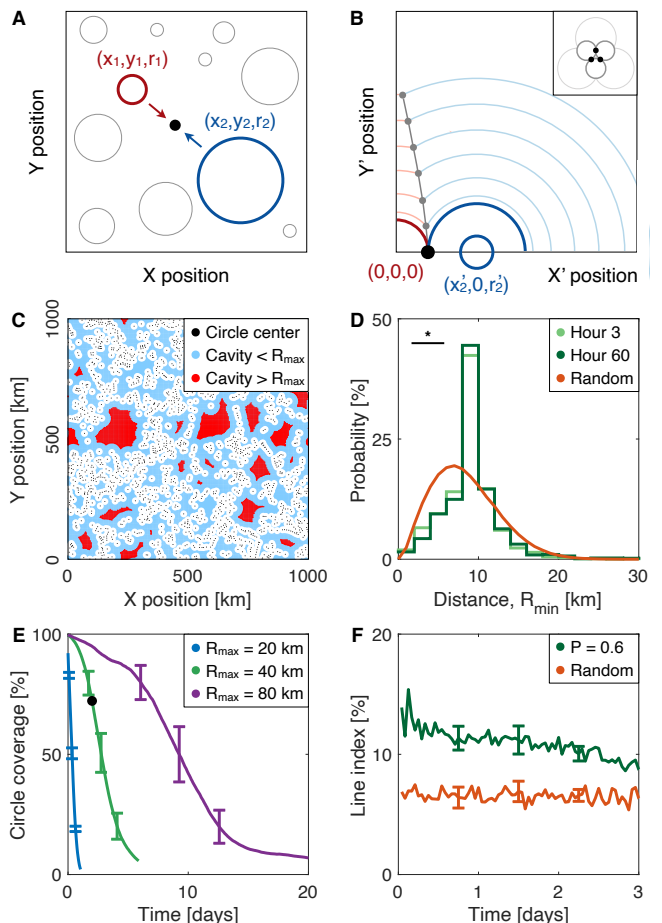 A
(x1,y1,r1)
(x2,y2,r2)
Y position
X position
B
Y' position
(0,0,0)
(x'2,0,r'2)
X' position
C
1000
500
0
Y position [km]
Circle center
Cavity < Rmax
Cavity > Rmax
0
500
1000
X position [km]
D
50
25
0
Probability [%]
*
Hour 3
Hour 60
Random
0
10
20
30
Distance, Rmin [km]
E
100
50
0
Circle coverage [%]
Rmax = 20 km
Rmax = 40 km
Rmax = 80 km
0
10
20
Time [days]
F
20
10
0
Line index [%]
P = 0.6
Random
0
1
2
3
Time [days]